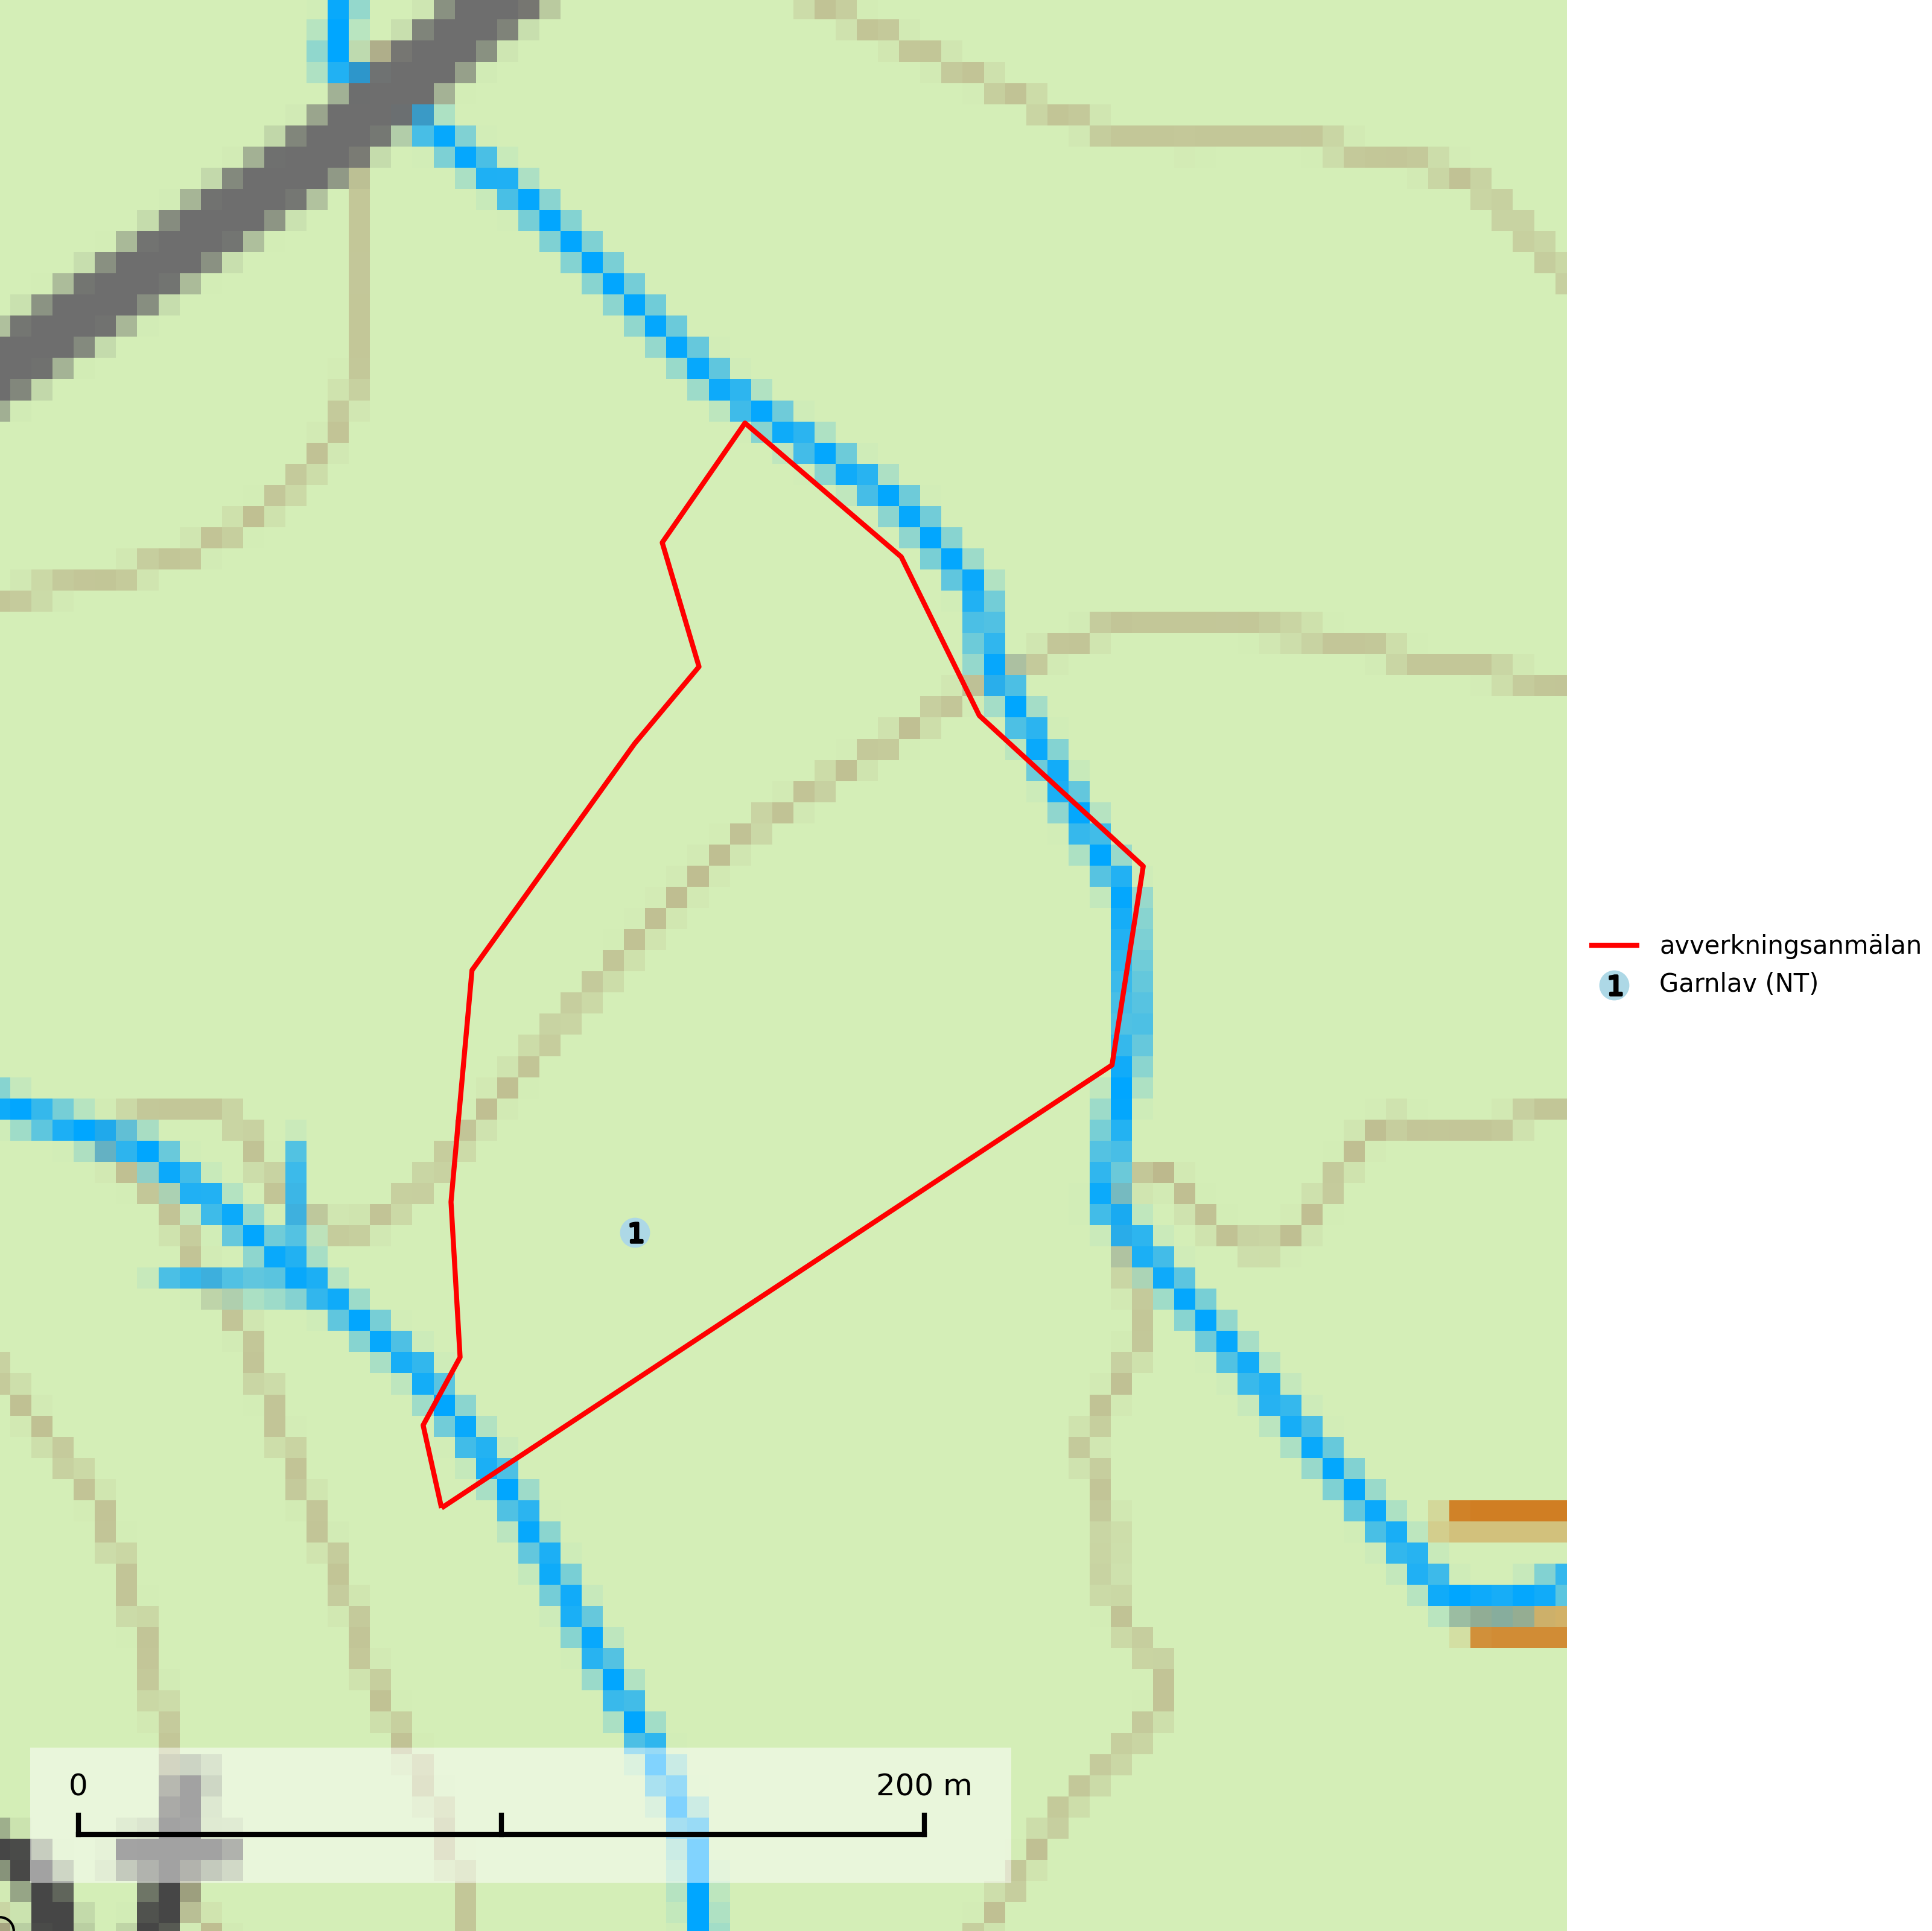 avverkningsanmälan
1 Garnlav (NT)
1
0 200 m